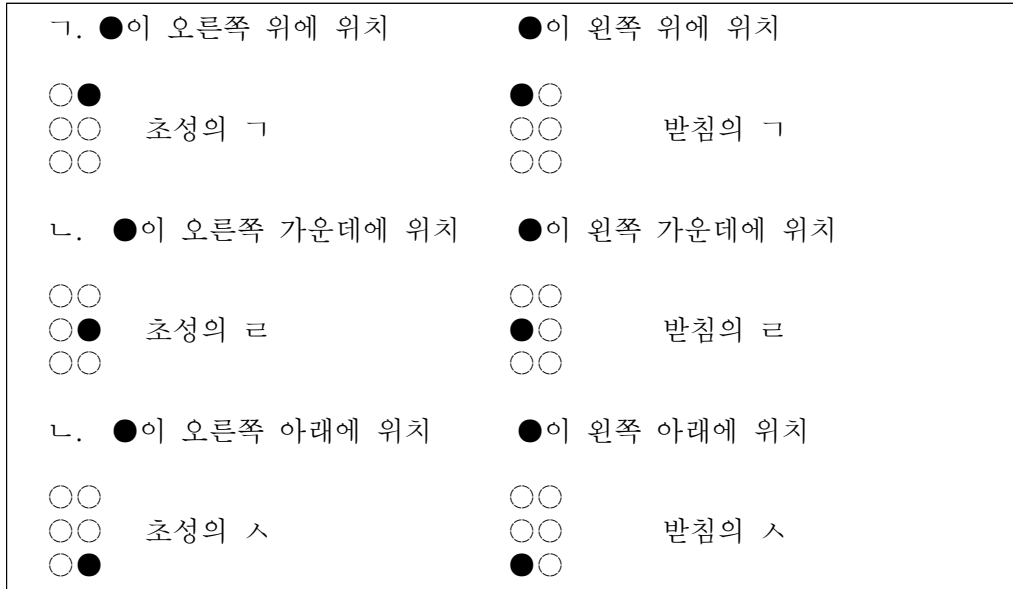 ㄱ. ●이 오른쪽 위에 위치 ●이 왼쪽 위에 위치
○●
○○ 초성의 ㄱ
○○
●○
○○ 받침의 ㄱ
○○
ㄴ. ●이 오른쪽 가운데에 위치 ●이 왼쪽 가운데에 위치
○○
○● 초성의 ㄹ
○○
○○
●○ 받침의 ㄹ
○○
ㄴ. ●이 오른쪽 아래에 위치 ●이 왼쪽 아래에 위치
○○
○○ 초성의 ㅅ
○●
○○
○○ 받침의 ㅅ
●○